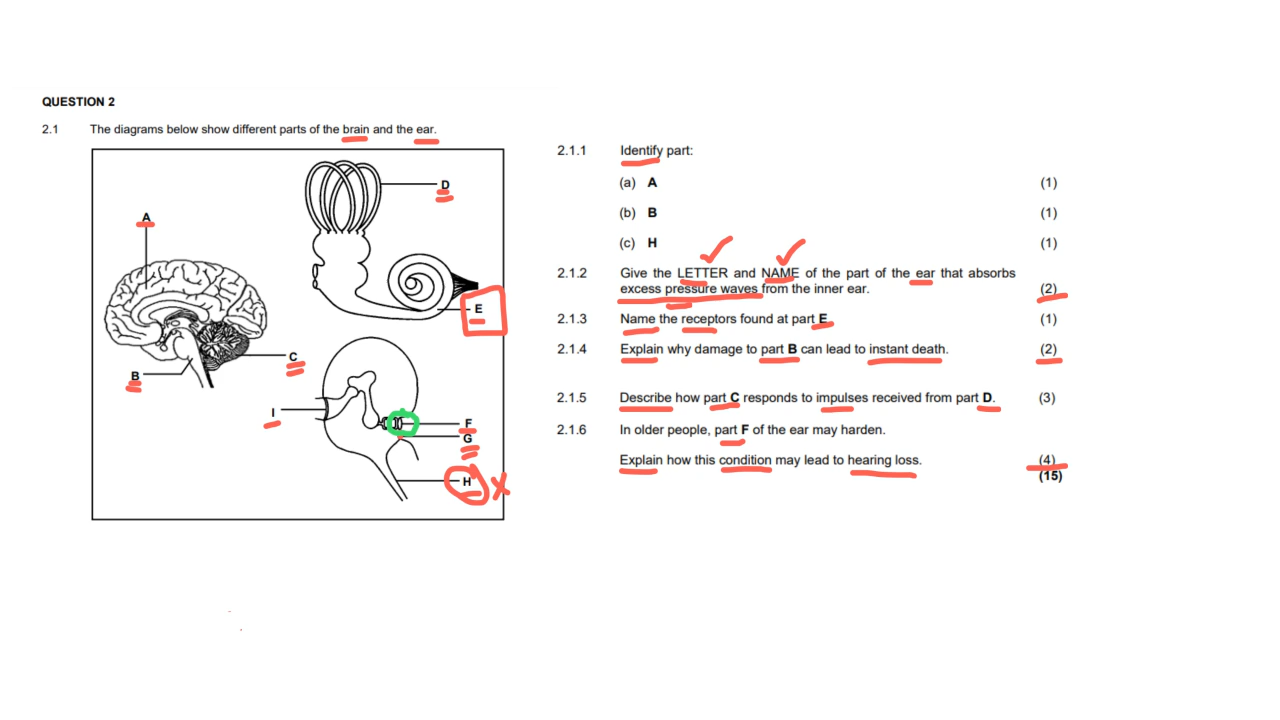 QUESTION 2
2.1 The diagrams below show different parts of the brain and the ear.
A
B
C
D
E
I
F
G
H
2.1.1 Identify part:
(a) A (1)
(b) B (1)
(c) H (1)
2.1.2 Give the LETTER and NAME of the part of the ear that absorbs
excess pressure waves from the inner ear. (2)
2.1.3 Name the receptors found at part E (1)
2.1.4 Explain why damage to part B can lead to instant death. (2)
2.1.5 Describe how part C responds to impulses received from part D. (3)
2.1.6 In older people, part F of the ear may harden.
Explain how this condition may lead to hearing loss. (4)
(15)